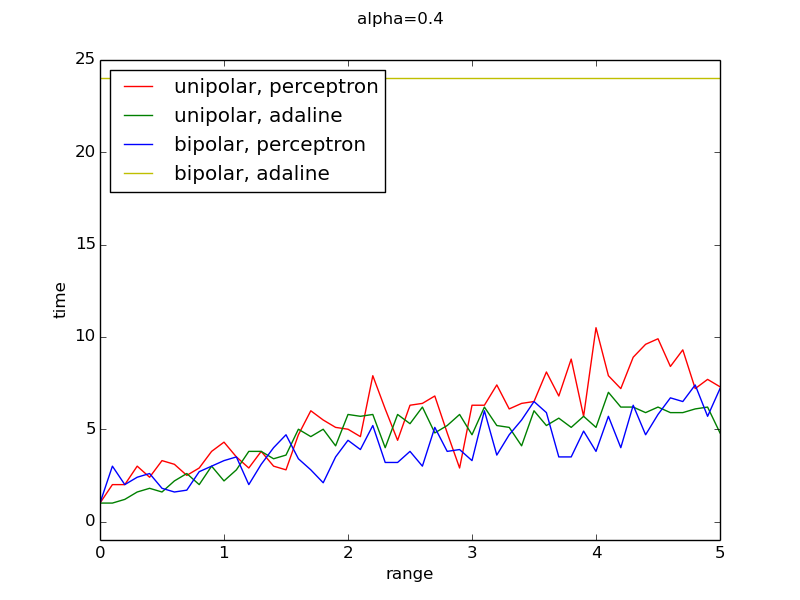 alpha=0.4
25
20
15
10
5
0
time
unipolar, perceptron
unipolar, adaline
bipolar, perceptron
bipolar, adaline
0 1 2 3 4 5
range